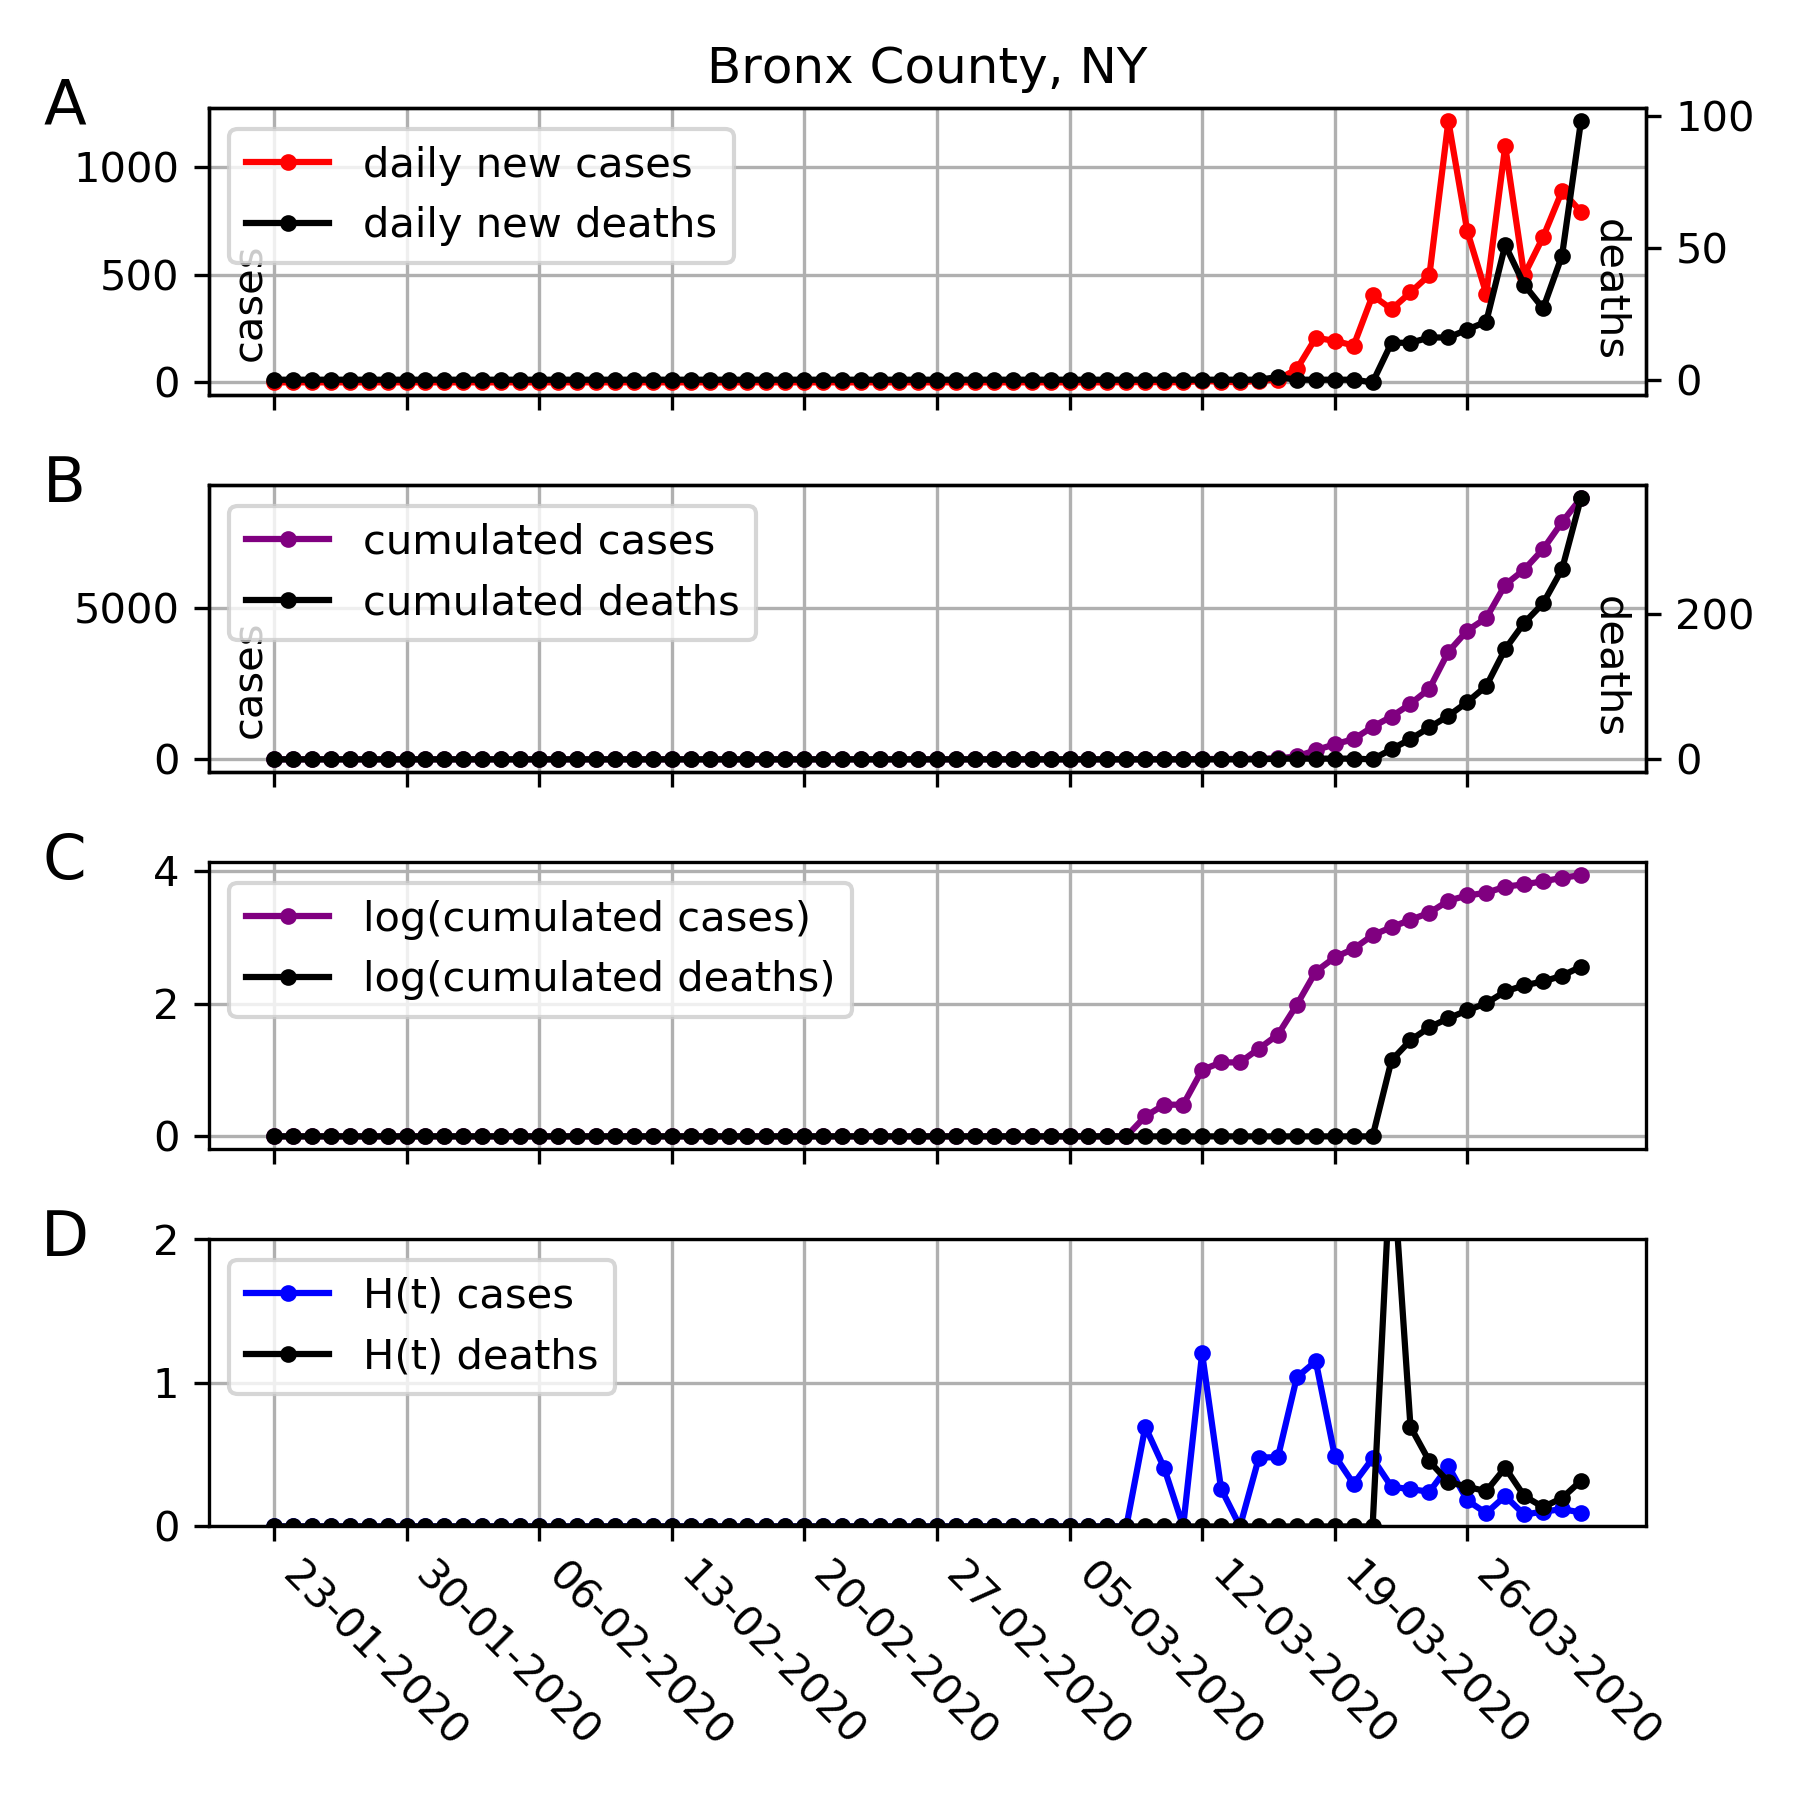 Bronx County, NY
A
daily new cases
daily new deaths
1000
500
0
cases
100
50
0
deaths
B
cumulated cases
cumulated deaths
5000
0
cases
200
0
deaths
C
log(cumulated cases)
log(cumulated deaths)
4
2
0
D
H(t) cases
H(t) deaths
2
1
0
23-01-2020
30-01-2020
06-02-2020
13-02-2020
20-02-2020
27-02-2020
05-03-2020
12-03-2020
19-03-2020
26-03-2020